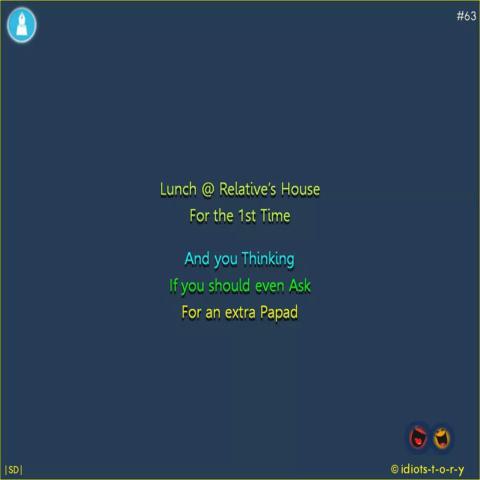 #63
Lunch @ Relative's House
For the 1st Time
And you Thinking
If you should even Ask
For an extra Papad
|SD|
© idiots-t-o-r-y